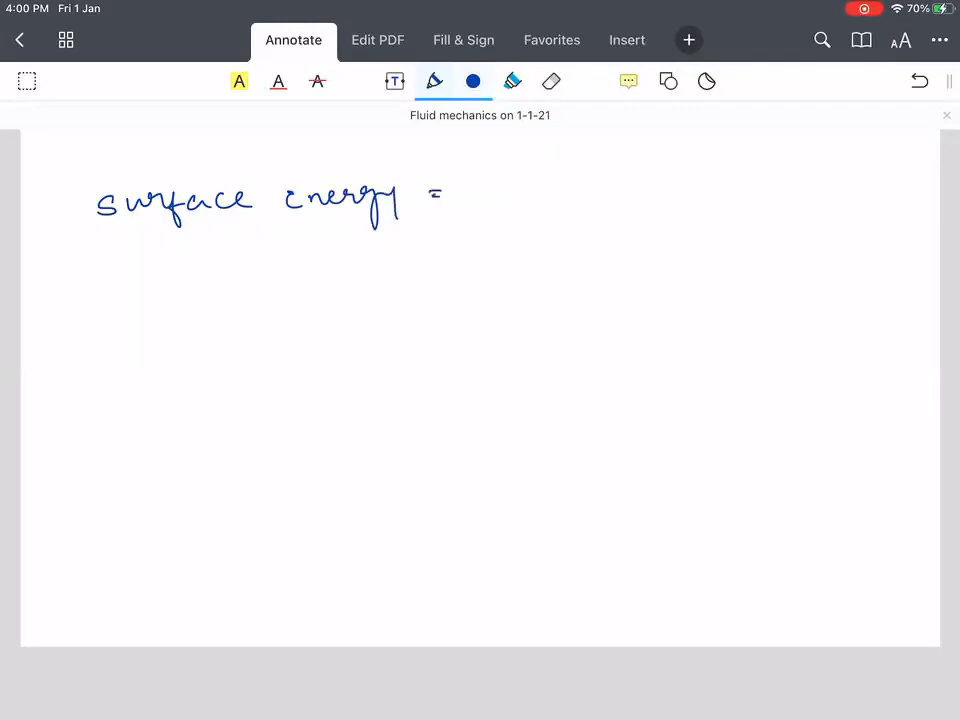 4:00 PM Fri 1 Jan 70%
Annotate Edit PDF Fill & Sign Favorites Insert
Fluid mechanics on 1-1-21
surface energy =